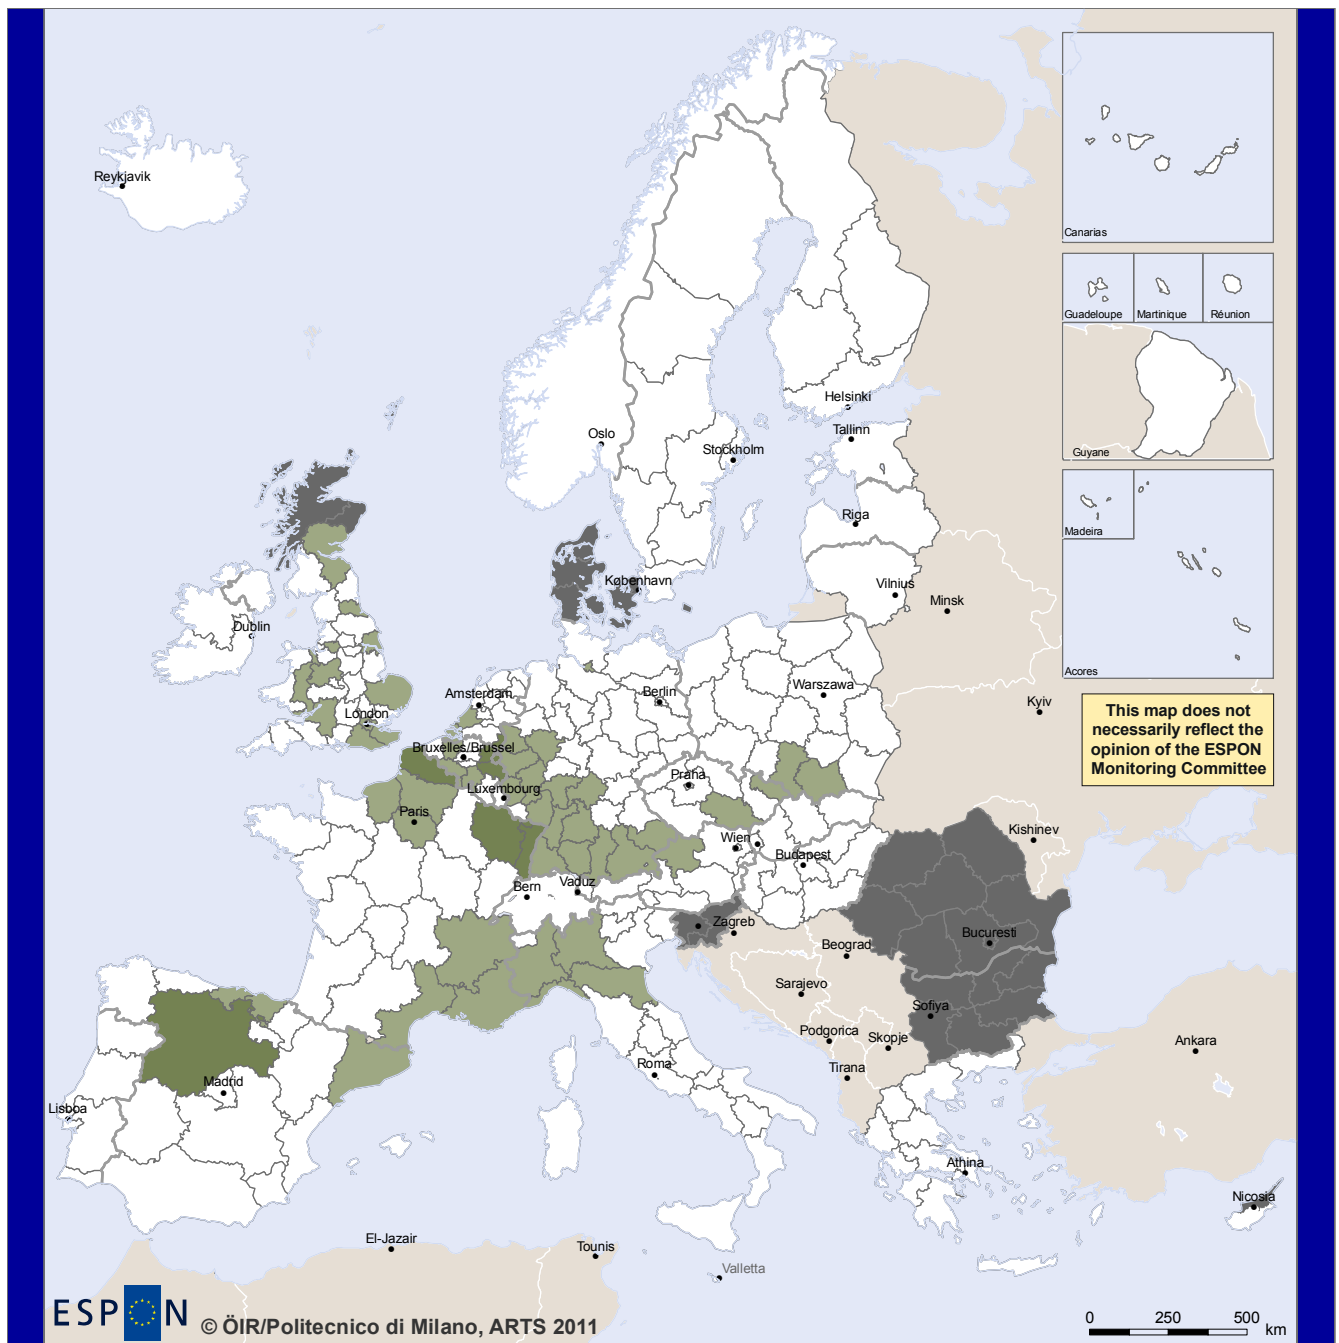 Reykjavik
Canarias
Guadeloupe
Martinique
Réunion
Guyane
Helsinki
Tallinn
Oslo
Stockholm
Madeira
Riga
København
Vilnius
Minsk
Dublin
Acores
Amsterdam
Berlin
Warszawa
Kyiv
London
This map does not
necessarily reflect the
opinion of the ESPON
Monitoring Committee
Bruxelles/Brussel
Praha
Luxembourg
Paris
Kishinev
Wien
Budapest
Bern
Vaduz
Zagreb
Bucuresti
Beograd
Sarajevo
Sofiya
Podgorica
Skopje
Ankara
Roma
Tirana
Madrid
Lisboa
Athina
Nicosia
El-Jazair
Tounis
Valletta
ESPON
© ÖIR/Politecnico di Milano, ARTS 2011
0 250 500
km